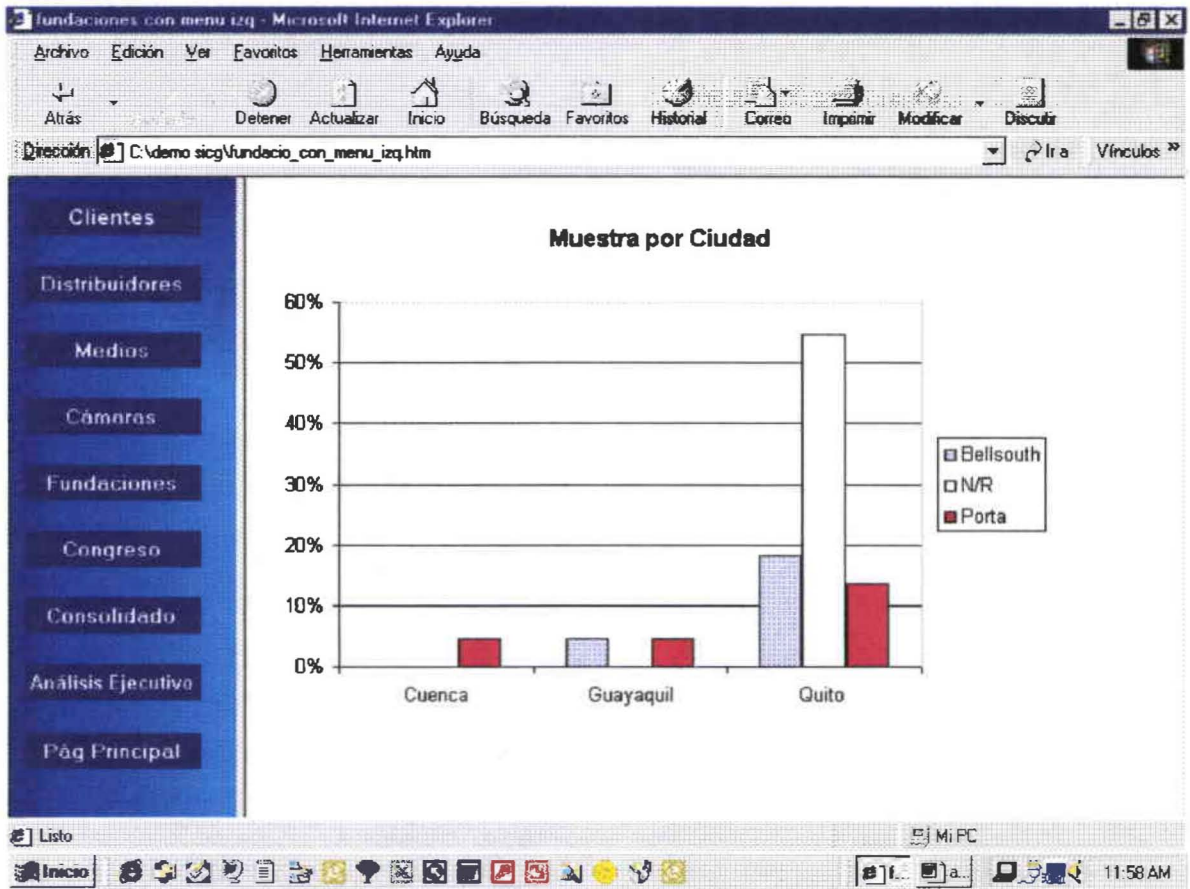 fundaciones con menu izq - Microsoft Internet Explorer
Archivo Edición Ver Favoritos Herramientas Ayuda
Atrás Detener Actualizar Inicio Búsqueda Favoritos Historial Correo Imprimir Modificar Discutir
Dirección C:\demo sicg\fundacio_con_menu_izq.htm Ir a Vínculos »
Clientes
Distribuidores
Medios
Cámaras
Fundaciones
Congreso
Consolidado
Análisis Ejecutivo
Pág Principal
Muestra por Ciudad
60%
50%
40%
30%
20%
10%
0%
Cuenca Guayaquil Quito
Bellsouth
N/R
Porta
Listo Mi PC
Inicio f... a... 11:58 AM